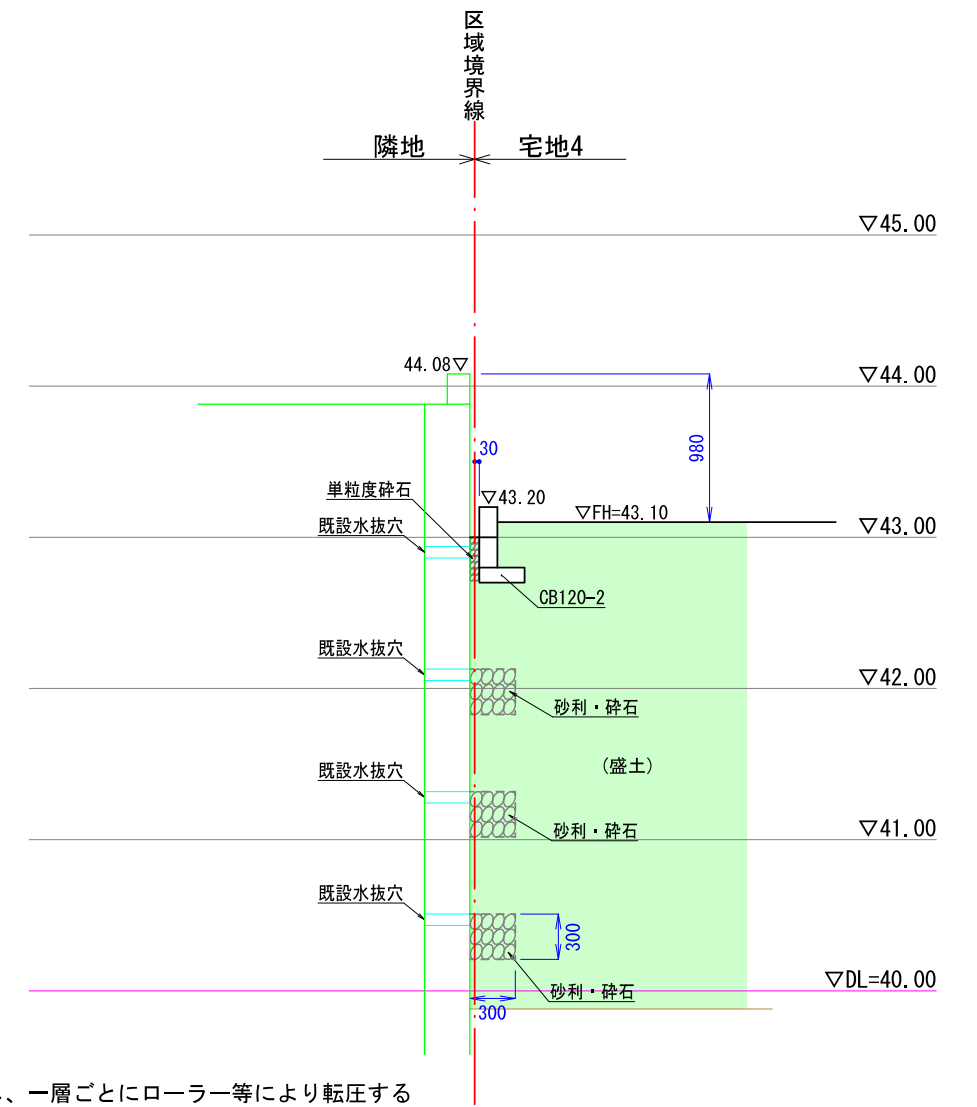 区域境界線
隣地
宅地4
▽45.00
44.08▽
▽44.00
980
30
単粒度砕石
▽43.20
▽FH=43.10
既設水抜穴
▽43.00
CB120-2
既設水抜穴
▽42.00
砂利・砕石
(盛土)
既設水抜穴
▽41.00
砂利・砕石
既設水抜穴
300
▽DL=40.00
砂利・砕石
300
、一層ごとにローラー等により転圧する